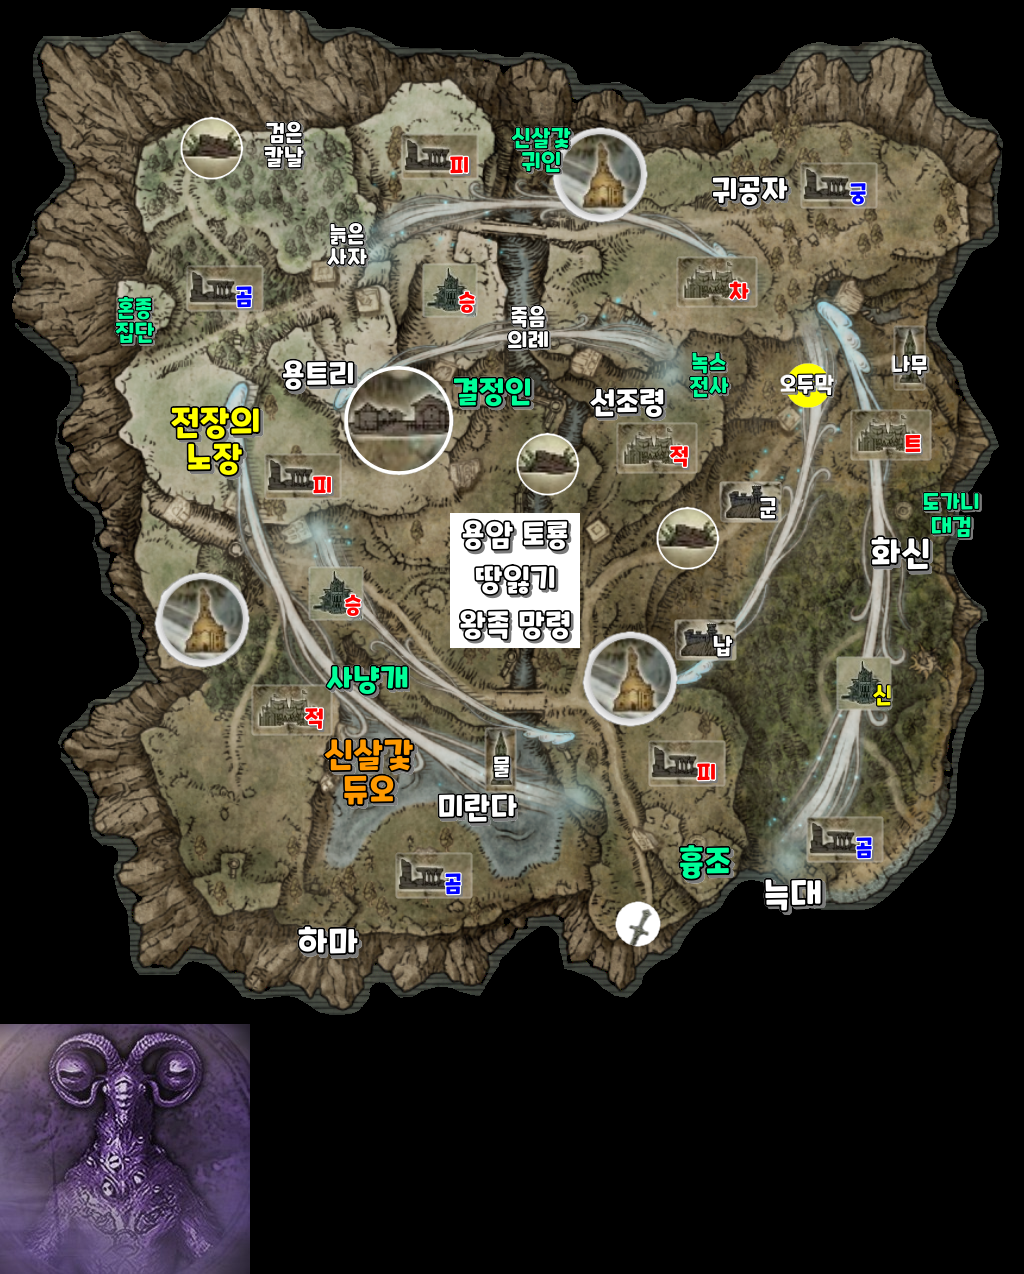 검은
칼날
피
신살갗
귀인
귀공자
궁
늙은
사자
곰
혼종
집단
승
차
죽음
의례
용트리
결정인
선조령
녹스
전사
오두막
나무
전장의
노장
피
적
트
군
도가니
대검
화신
용암 토룡
땅잃기
왕족 망령
승
납
사냥개
신
적
신살갗
듀오
물
미란다
피
곰
흉조
곰
늑대
하마